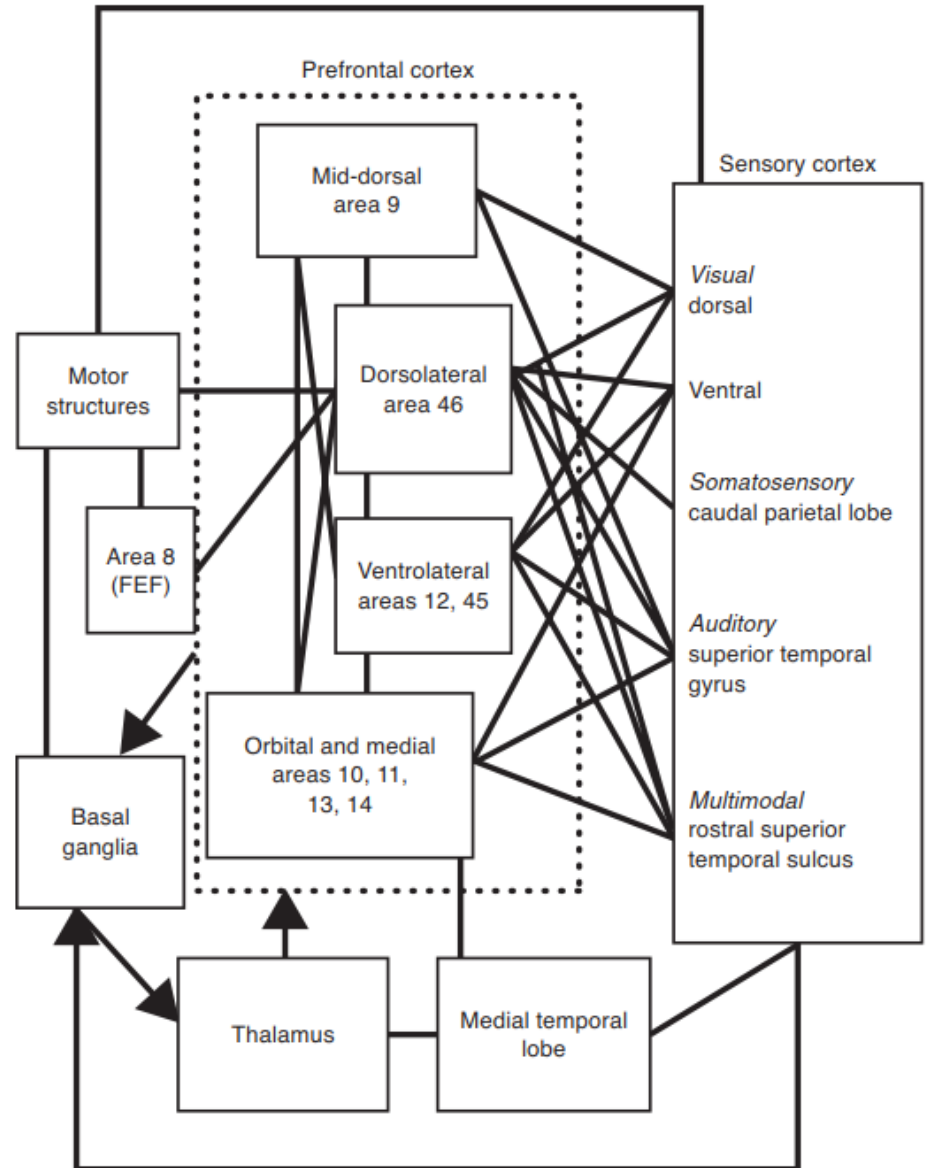 Prefrontal cortex
Mid-dorsal
area 9
Sensory cortex
Visual
dorsal
Motor
structures
Dorsolateral
area 46
Ventral
Somatosensory
caudal parietal lobe
Area 8
(FEF)
Ventrolateral
areas 12, 45
Auditory
superior temporal
gyrus
Orbital and medial
areas 10, 11,
13, 14
Basal
ganglia
Multimodal
rostral superior
temporal sulcus
Thalamus
Medial temporal
lobe